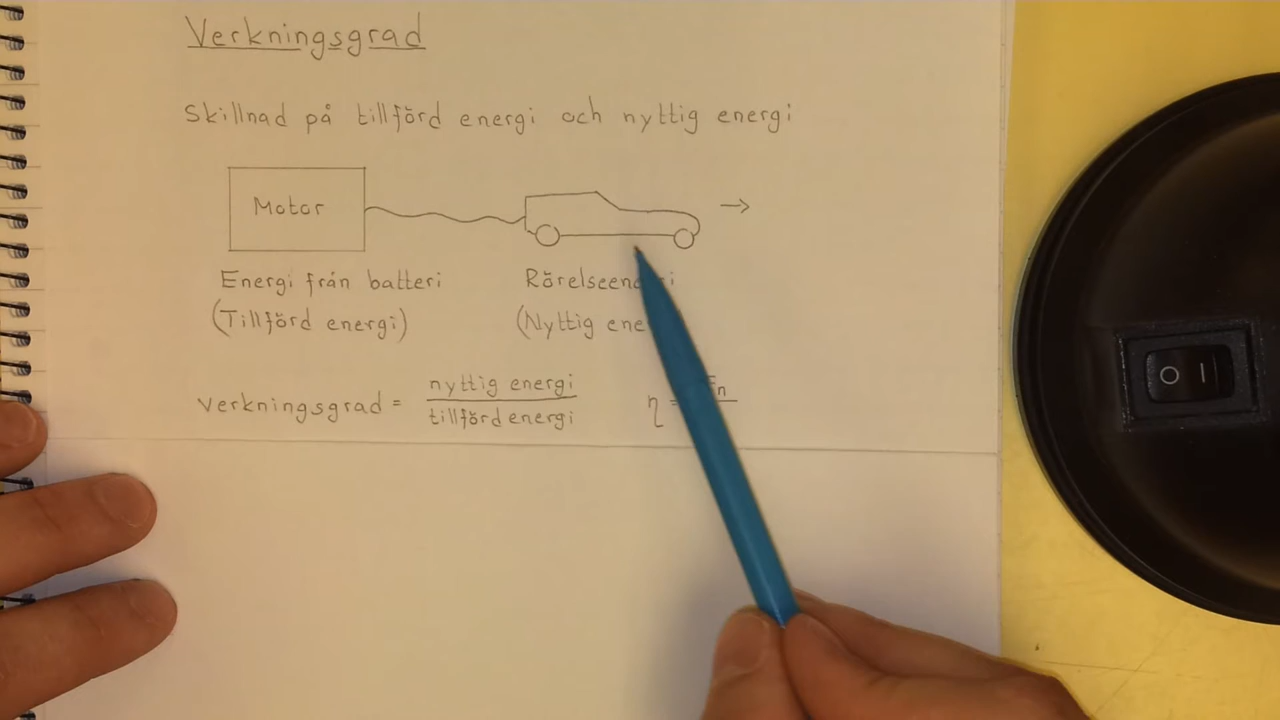 Verkningsgrad
Skillnad på tillförd energi och nyttig energi
Motor
Energi från batteri
(Tillförd energi)
(Nyttig
verkningsgrad = nyttig energi
tillförd energi
η =
O I